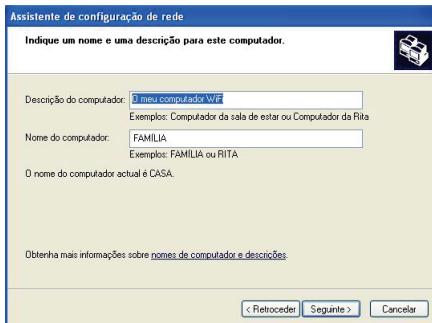 Assistente de configuração de rede
Indique um nome e uma descrição para este computador.
Descrição do computador: O meu computador WiFi
Exemplos: Computador da sala de estar ou Computador da Rita
Nome do computador: FAMÍLIA
Exemplos: FAMÍLIA ou RITA
O nome do computador actual é CASA.
Obtenha mais informações sobre nomes de computador e descrições.
< Retroceder Seguinte > Cancelar